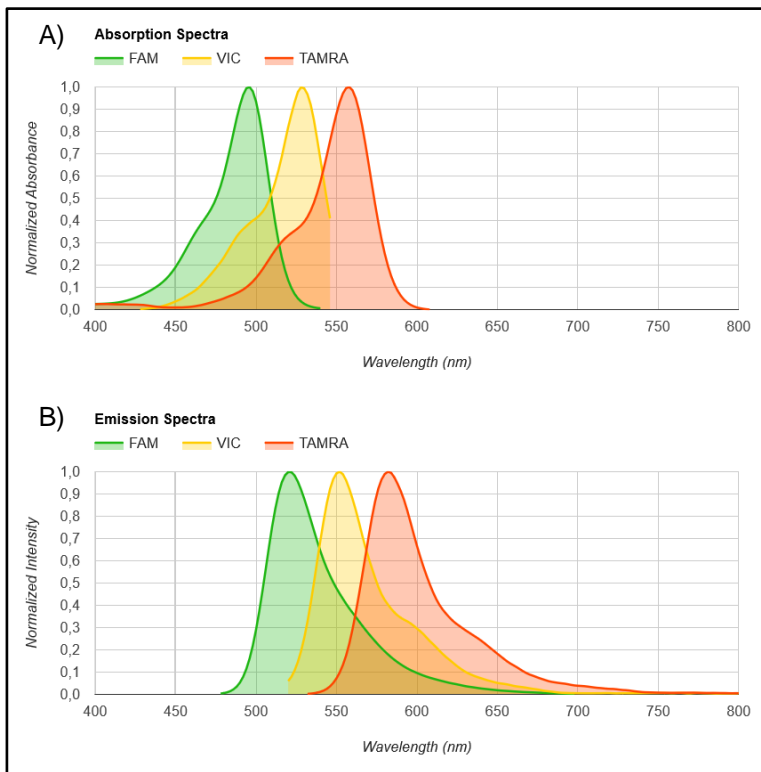 A) Absorption Spectra
FAM VIC TAMRA
1,0
0,9
0,8
0,7
0,6
0,5
0,4
0,3
0,2
0,1
0,0
Normalized Absorbance
400 450 500 550 600 650 700 750 800
Wavelength (nm)
B) Emission Spectra
FAM VIC TAMRA
1,0
0,9
0,8
0,7
0,6
0,5
0,4
0,3
0,2
0,1
0,0
Normalized Intensity
400 450 500 550 600 650 700 750 800
Wavelength (nm)